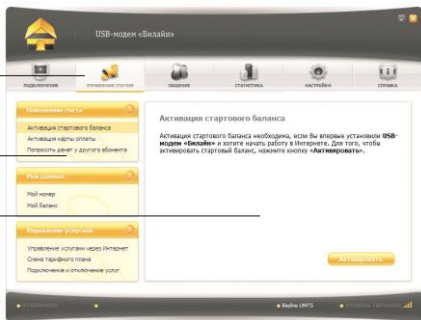 USB-модем «Билайн»
подключение
управление счетом
общение
статистика
настройки
справка
Пополнение счета
Активация стартового баланса
Активация карты оплаты
Попросить денег у другого абонента
Мои данные
Мой номер
Мой баланс
Управление услугами
Управление услугами через Интернет
Смена тарифного плана
Подключение и отключение услуг
Активация стартового баланса
Активация стартового баланса необходима, если Вы впервые установили USB-
модем «Билайн» и хотите начать работу в Интернете. Для того, чтобы
активировать стартовый баланс, нажмите кнопку «Активировать».
Активировать
Beeline UMTS
уровень сигнала